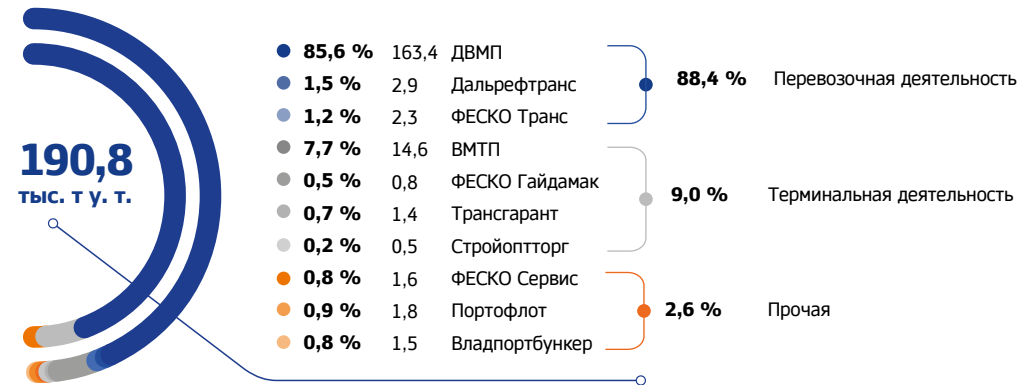 190,8
тыс. т у. т.
85,6 % 163,4 ДВМП
1,5 % 2,9 Дальрефтранс
1,2 % 2,3 ФЕСКО Транс
7,7 % 14,6 ВМТП
0,5 % 0,8 ФЕСКО Гайдамак
0,7 % 1,4 Трансгарант
0,2 % 0,5 Стройоптторг
0,8 % 1,6 ФЕСКО Сервис
0,9 % 1,8 Портофлот
0,8 % 1,5 Владпортбункер
88,4 % Перевозочная деятельность
9,0 % Терминальная деятельность
2,6 % Прочая